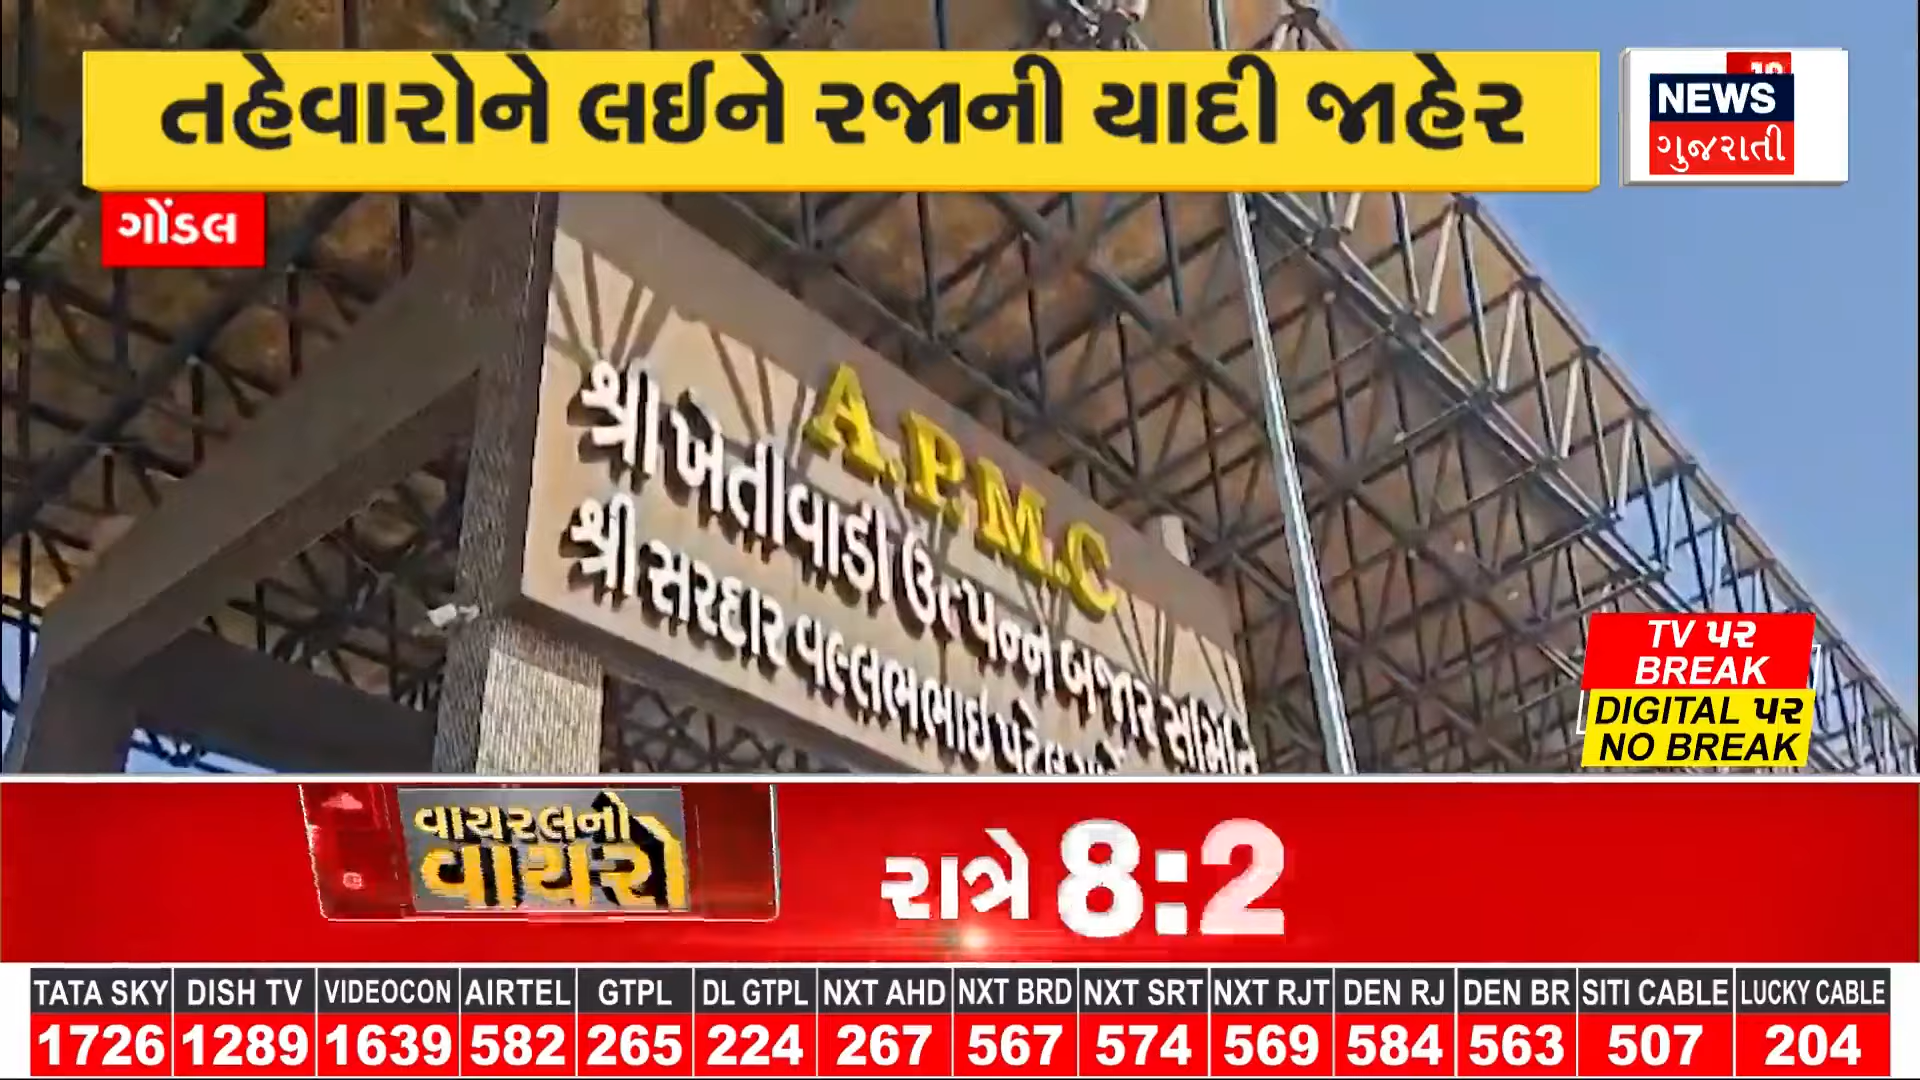 તહેવારોને લઈને રજાની યાદી જાહેર
NEWS
ગુજરાતી
ગોંડલ
A.P.M.C
શ્રી ખેતીવાડી ઉત્પન્ન બજાર સમિતિ
શ્રી સરદાર વલ્લભભાઇ પટેલ
TV પર
BREAK
DIGITAL પર
NO BREAK
વાયરલનો
વાયરો
રાત્રે 8:2
TATA SKY DISH TV VIDEOCON AIRTEL GTPL DL GTPL NXT AHD NXT BRD NXT SRT NXT RJT DEN RJ DEN BR SITI CABLE LUCKY CABLE
1726 1289 1639 582 265 224 267 567 574 569 584 563 507 204